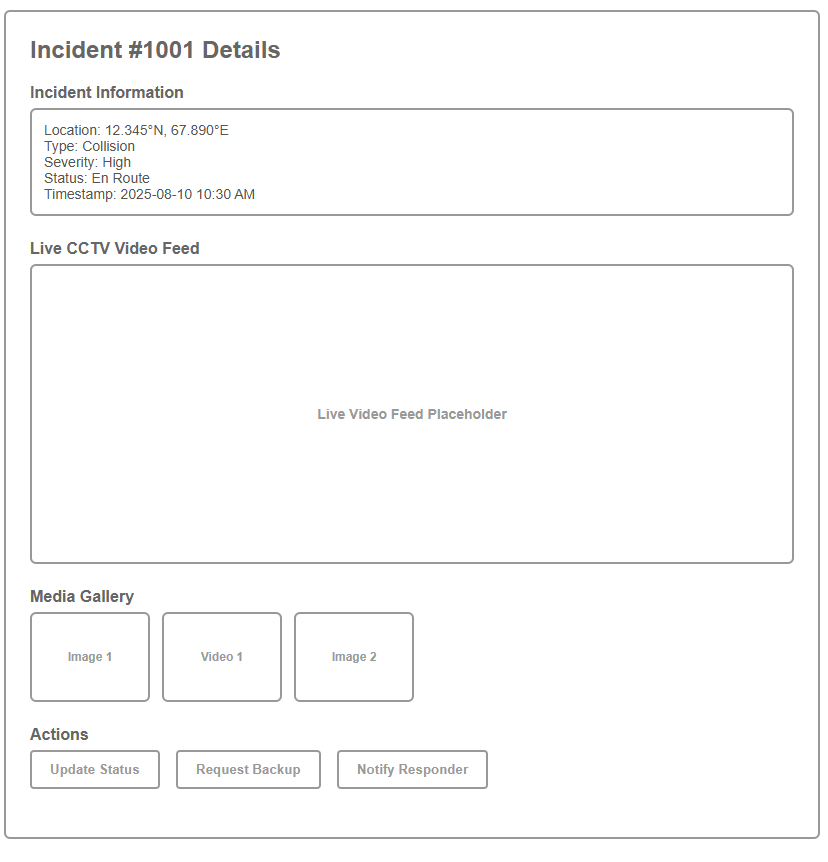 Incident #1001 Details
Incident Information
Location: 12.345°N, 67.890°E
Type: Collision
Severity: High
Status: En Route
Timestamp: 2025-08-10 10:30 AM
Live CCTV Video Feed
Live Video Feed Placeholder
Media Gallery
Image 1
Video 1
Image 2
Actions
Update Status
Request Backup
Notify Responder